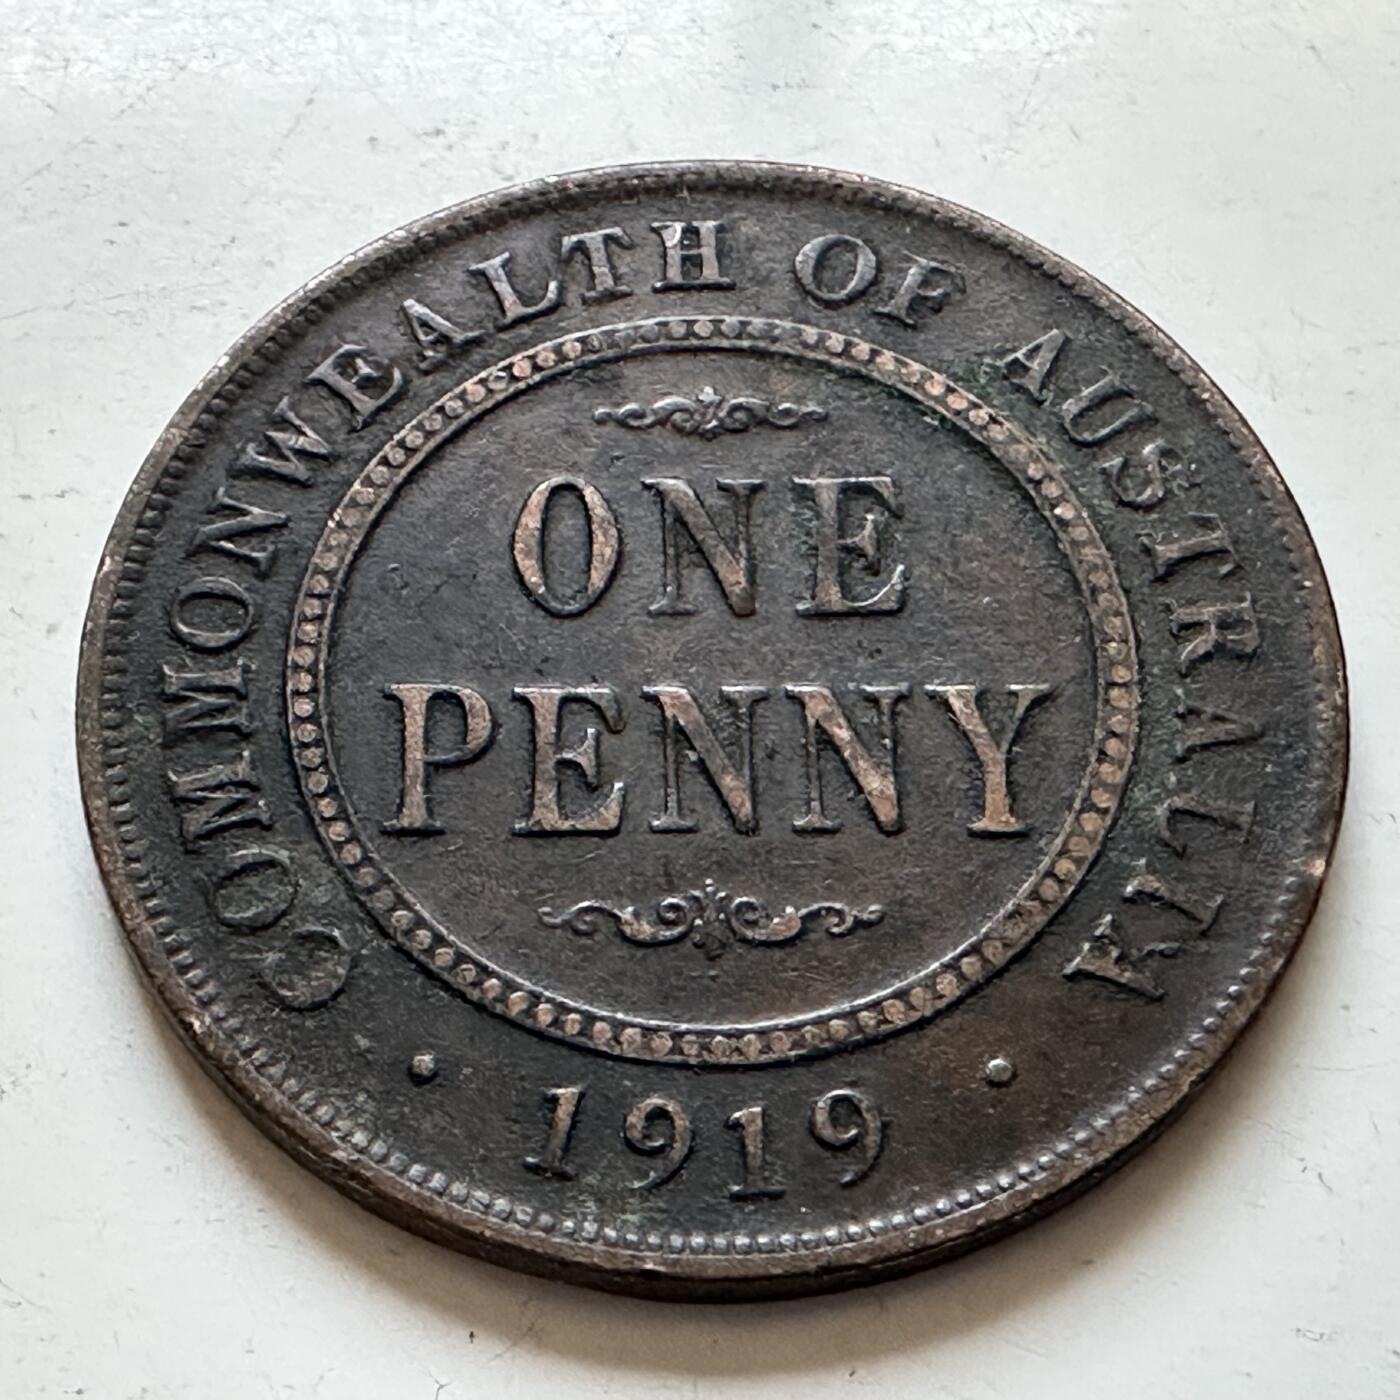 COMMONWEALTH OF AUSTRALIA
ONE
PENNY
· 1919 ·